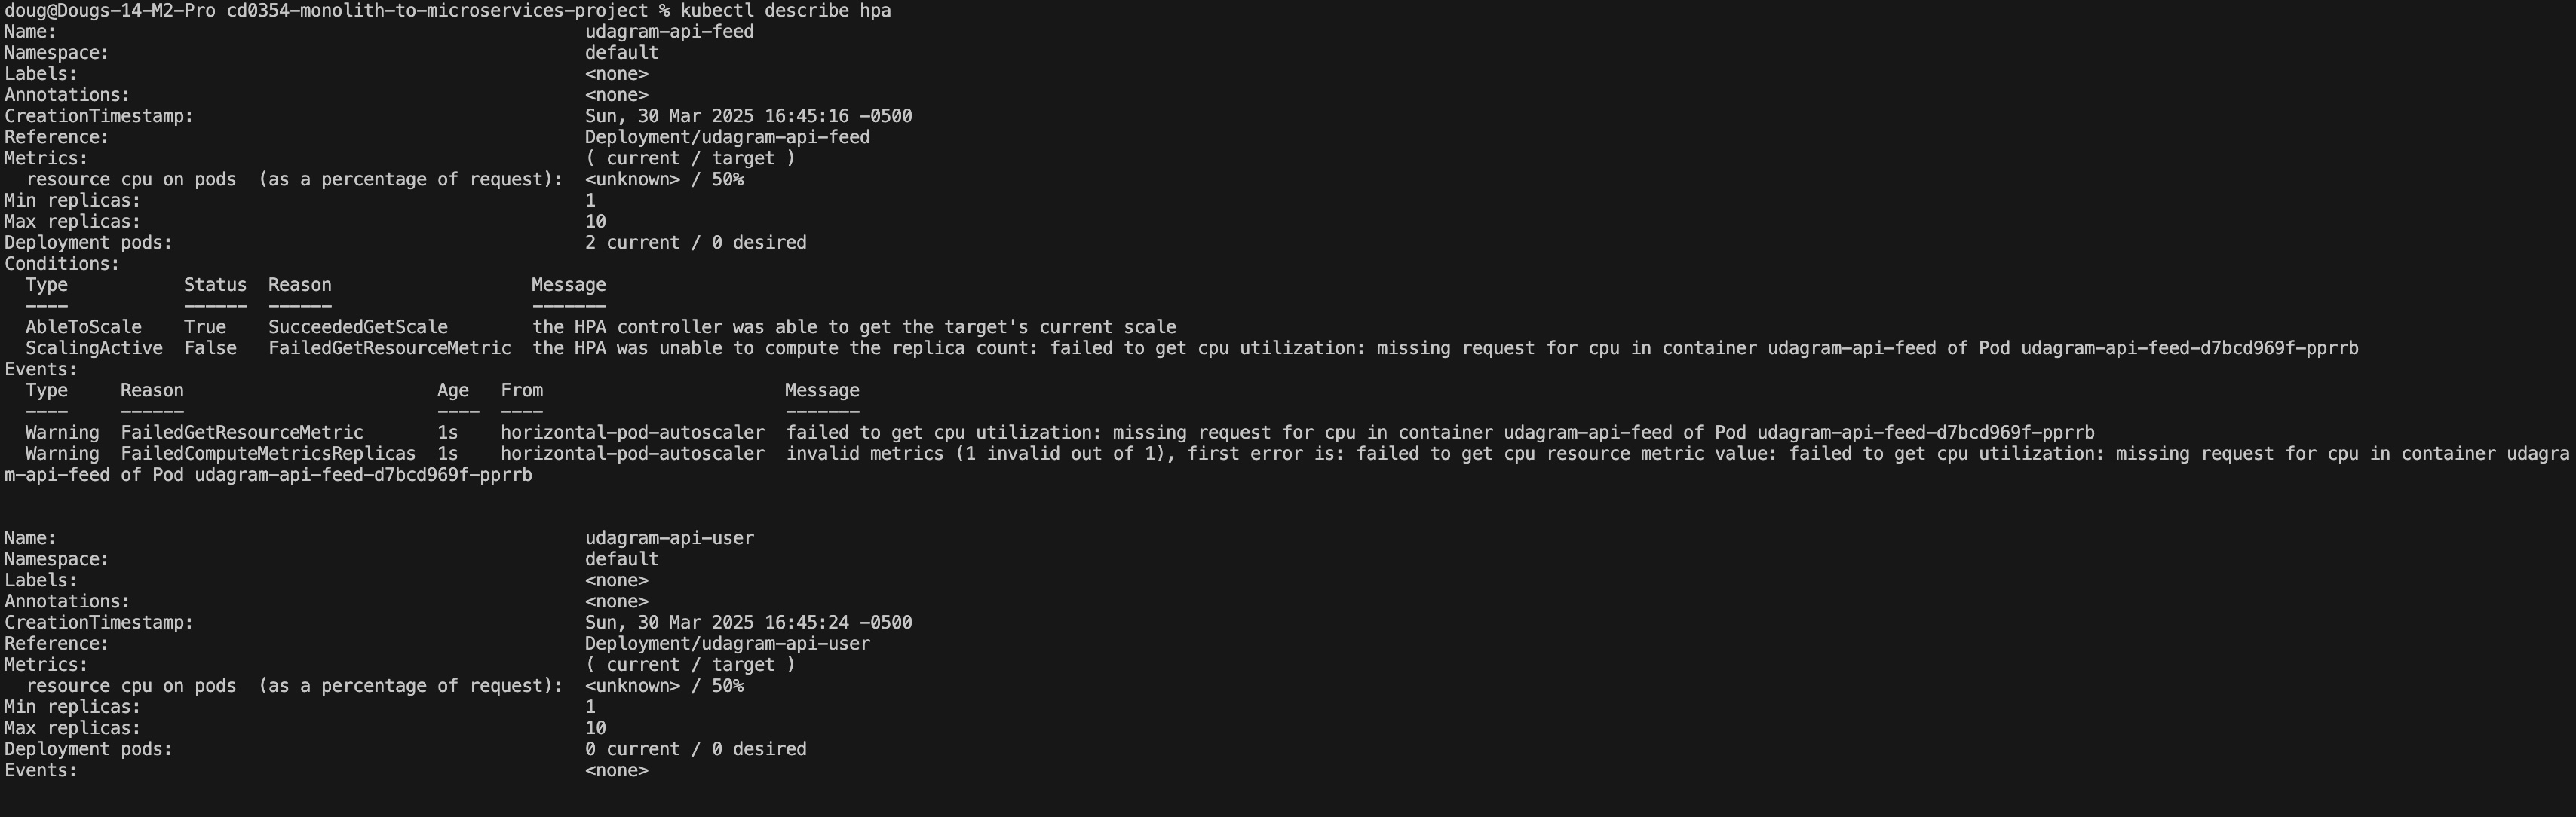 doug@Dougs-14-M2-Pro cd0354-monolith-to-microservices-project % kubectl describe hpa
Name:                                                  udagram-api-feed
Namespace:                                             default
Labels:                                                <none>
Annotations:                                           <none>
CreationTimestamp:                                     Sun, 30 Mar 2025 16:45:16 -0500
Reference:                                             Deployment/udagram-api-feed
Metrics:                                               ( current / target )
  resource cpu on pods  (as a percentage of request):  <unknown> / 50%
Min replicas:                                          1
Max replicas:                                          10
Deployment pods:                                       2 current / 0 desired
Conditions:
  Type           Status  Reason                   Message
  ----           ------  ------                   -------
  AbleToScale    True    SucceededGetScale        the HPA controller was able to get the target's current scale
  ScalingActive  False   FailedGetResourceMetric  the HPA was unable to compute the replica count: failed to get cpu utilization: missing request for cpu in container udagram-api-feed of Pod udagram-api-feed-d7bcd969f-pprrb
Events:
  Type     Reason                        Age   From                       Message
  ----     ------                        ----  ----                       -------
  Warning  FailedGetResourceMetric       1s    horizontal-pod-autoscaler  failed to get cpu utilization: missing request for cpu in container udagram-api-feed of Pod udagram-api-feed-d7bcd969f-pprrb
  Warning  FailedComputeMetricsReplicas  1s    horizontal-pod-autoscaler  invalid metrics (1 invalid out of 1), first error is: failed to get cpu resource metric value: failed to get cpu utilization: missing request for cpu in container udagra
m-api-feed of Pod udagram-api-feed-d7bcd969f-pprrb
Name:                                                  udagram-api-user
Namespace:                                             default
Labels:                                                <none>
Annotations:                                           <none>
CreationTimestamp:                                     Sun, 30 Mar 2025 16:45:24 -0500
Reference:                                             Deployment/udagram-api-user
Metrics:                                               ( current / target )
  resource cpu on pods  (as a percentage of request):  <unknown> / 50%
Min replicas:                                          1
Max replicas:                                          10
Deployment pods:                                       0 current / 0 desired
Events:                                                <none>